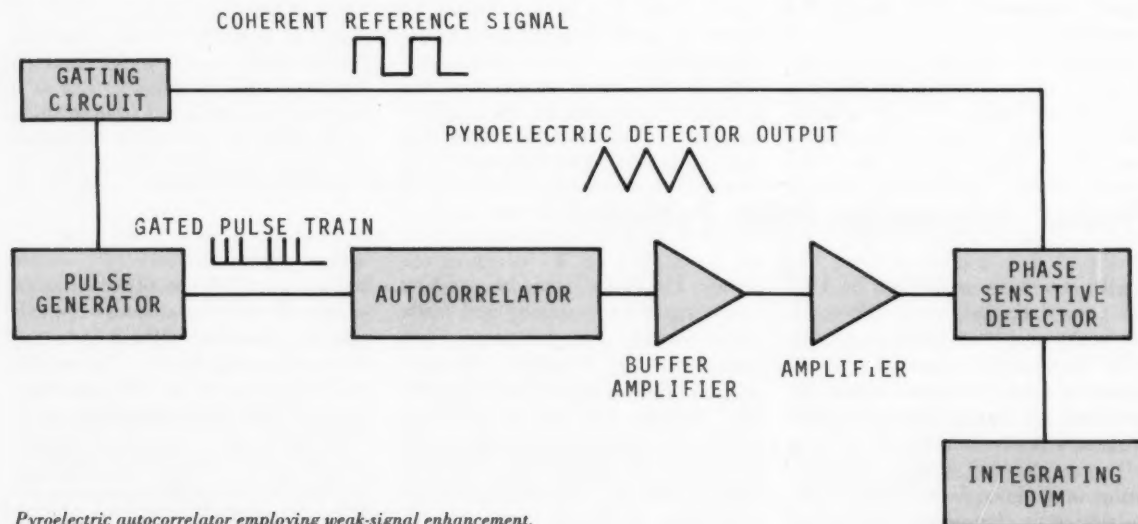 COHERENT REFERENCE SIGNAL
GATING
CIRCUIT
PYROELECTRIC DETECTOR OUTPUT
GATED PULSE TRAIN
PULSE
GENERATOR
AUTOCORRELATOR
BUFFER
AMPLIFIER
AMPLIFIER
PHASE
SENSITIVE
DETECTOR
INTEGRATING
DVM
Pyroelectric autocorrelator employing weak-signal enhancement.